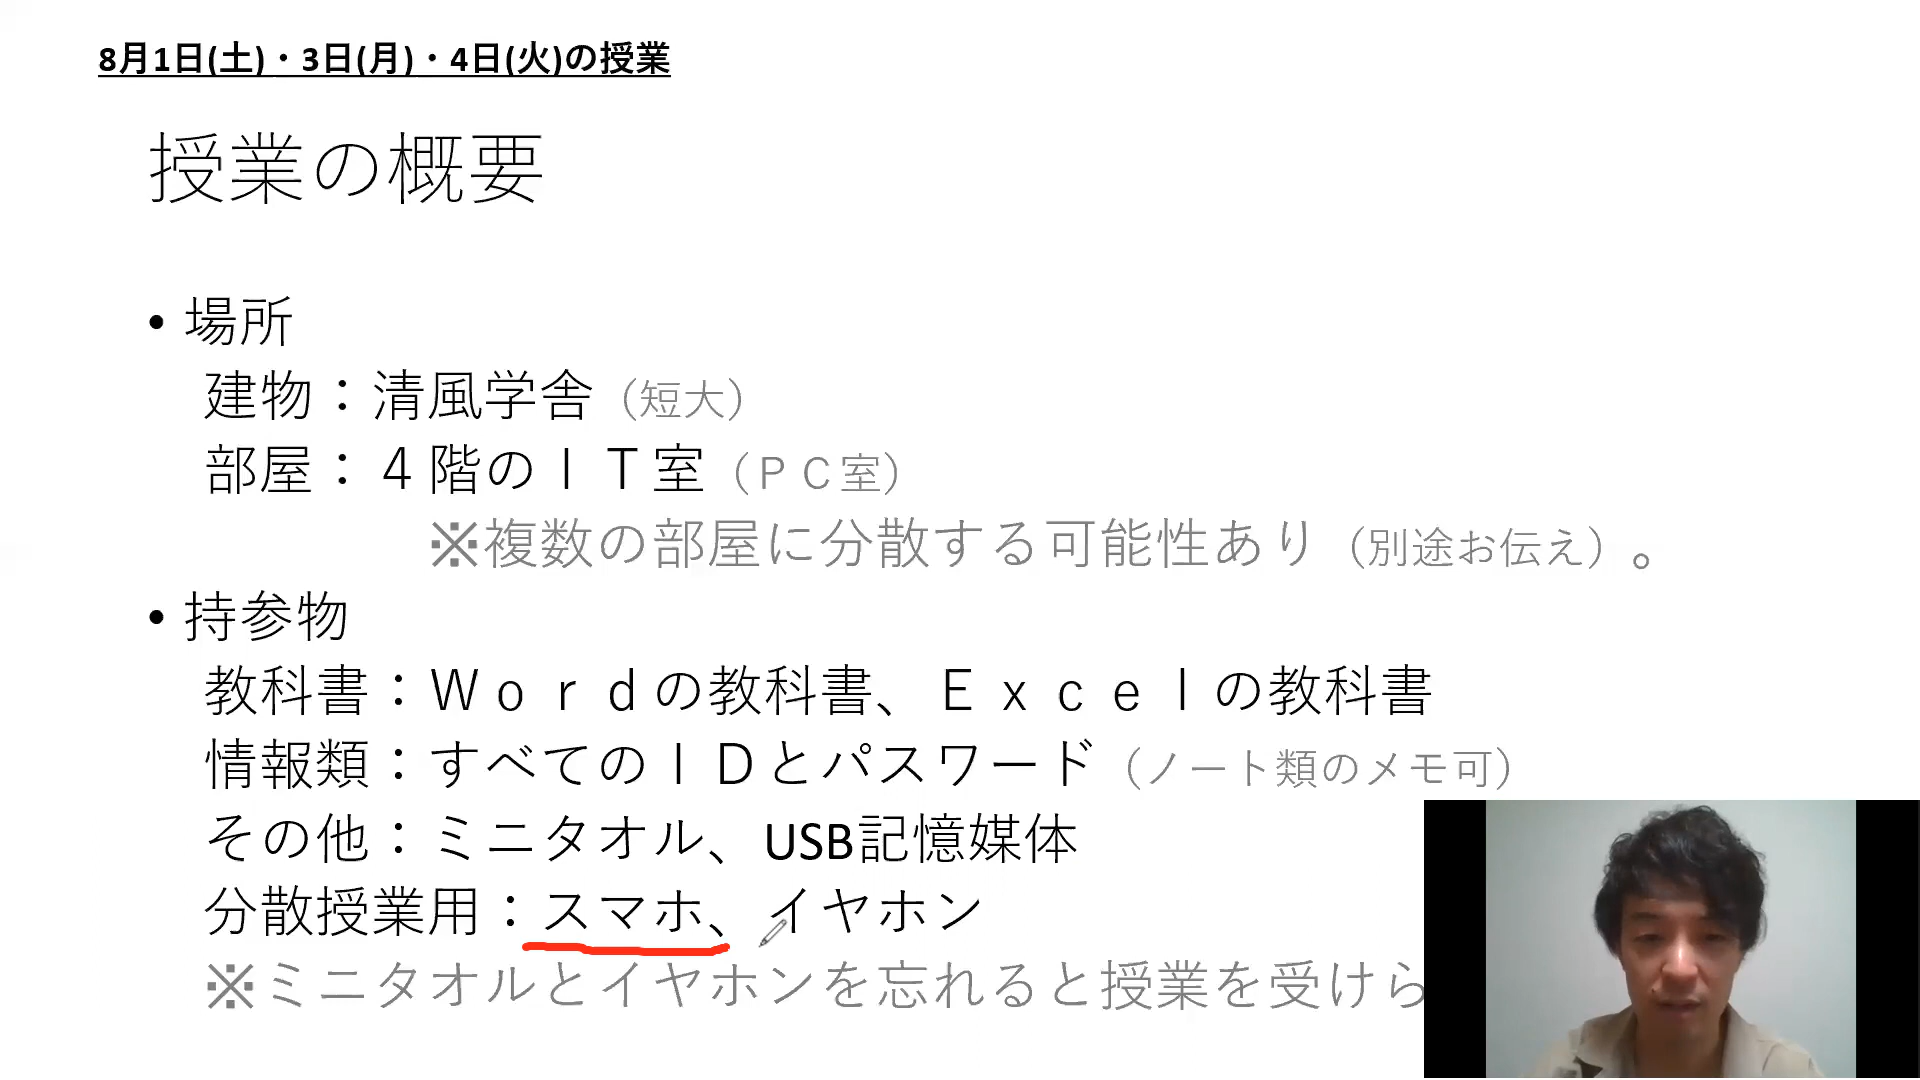 8月1日(土)・3日(月)・4日(火)の授業
授業の概要
• 場所
建物：清風学舎（短大）
部屋：４階のＩＴ室（ＰＣ室）
※複数の部屋に分散する可能性あり（別途お伝え）。
• 持参物
教科書：Ｗｏｒｄの教科書、Ｅｘｃｅｌの教科書
情報類：すべてのＩＤとパスワード（ノート類のメモ可）
その他：ミニタオル、USB記憶媒体
分散授業用：スマホ、イヤホン
※ミニタオルとイヤホンを忘れると授業を受けら